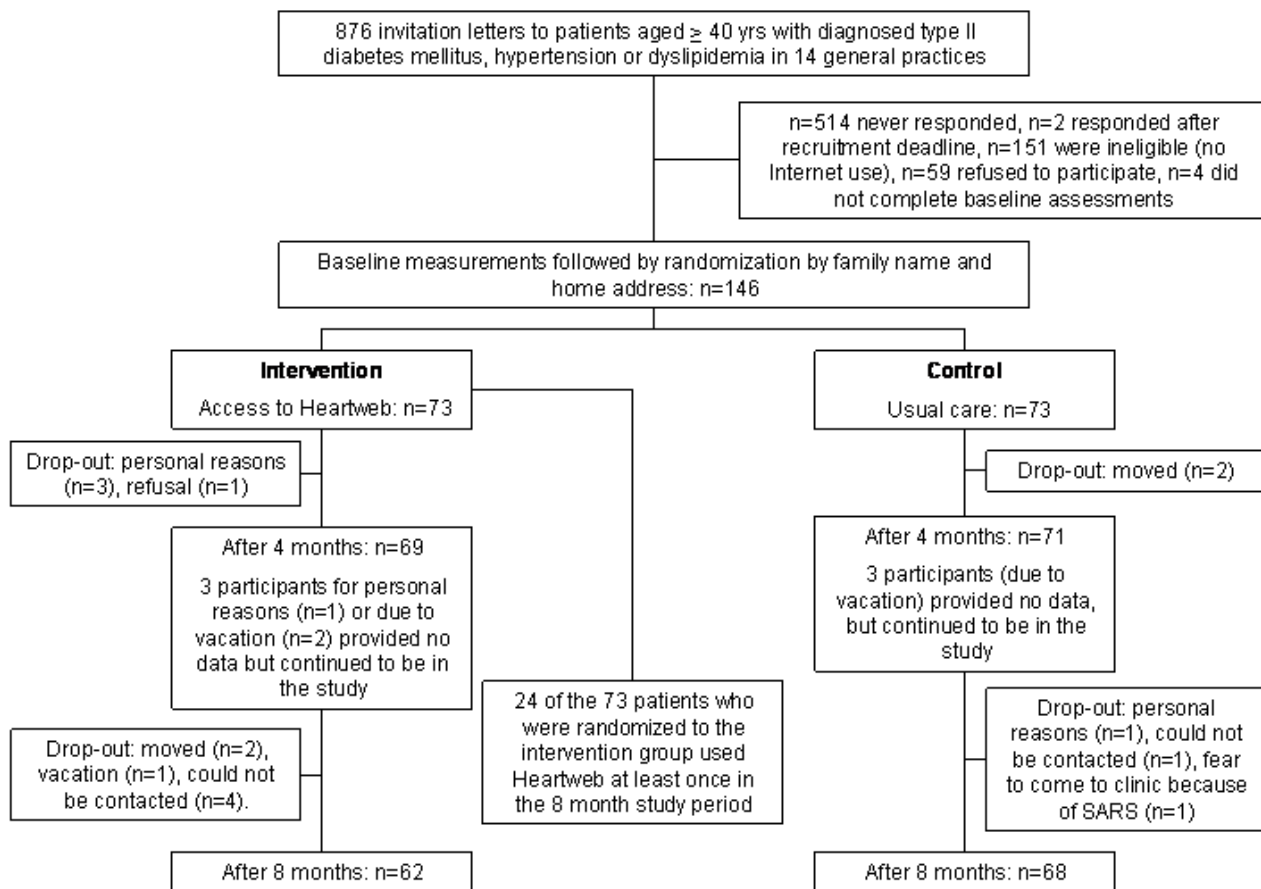 876 invitation letters to patients aged ≥ 40 yrs with diagnosed type II
diabetes mellitus, hypertension or dyslipidemia in 14 general practices
n=514 never responded, n=2 responded after
recruitment deadline, n=151 were ineligible (no
Internet use), n=59 refused to participate, n=4 did
not complete baseline assessments
Baseline measurements followed by randomization by family name and
home address: n=146
Intervention
Access to Heartweb: n=73
Control
Usual care: n=73
Drop-out: personal reasons
(n=3), refusal (n=1)
Drop-out: moved (n=2)
After 4 months: n=69
3 participants for personal
reasons (n=1) or due to
vacation (n=2) provided no
data but continued to be in
the study
After 4 months: n=71
3 participants (due to
vacation) provided no data,
but continued to be in the
study
24 of the 73 patients who
were randomized to the
intervention group used
Heartweb at least once in
the 8 month study period
Drop-out: moved (n=2),
vacation (n=1), could not
be contacted (n=4).
Drop-out: personal
reasons (n=1), could not
be contacted (n=1), fear
to come to clinic because
of SARS (n=1)
After 8 months: n=62
After 8 months: n=68